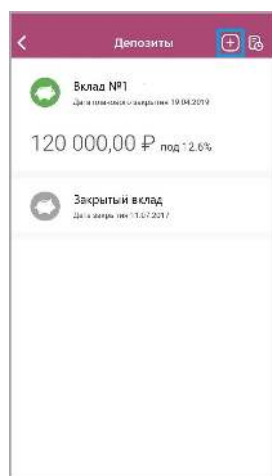 Депозиты
Вклад №1
Дата планового закрытия 19.04.2019
120 000,00 ₽ под 12.6%
Закрытый вклад
Дата закрытия 11.07.2017